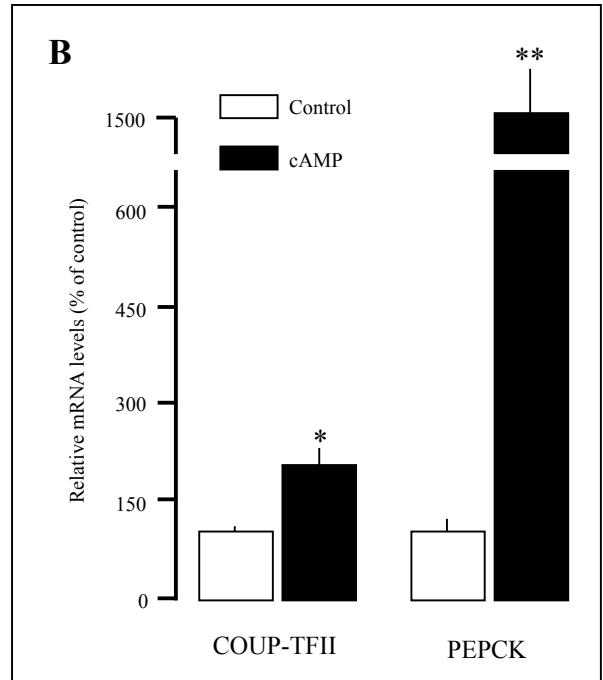 B
**
Control
cAMP
1500
600
450
300
150
0
Relative mRNA levels (% of control)
*
COUP-TFII
PEPCK